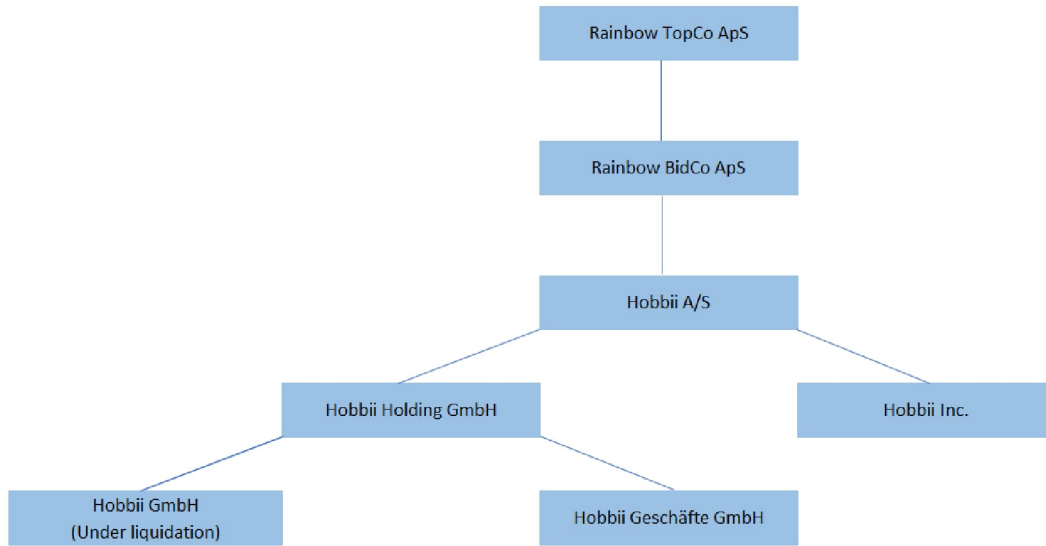 Rainbow TopCo ApS
Rainbow BidCo ApS
Hobbii A/S
Hobbii Holding GmbH
Hobbii Inc.
Hobbii GmbH
(Under liquidation)
Hobbii Geschäfte GmbH